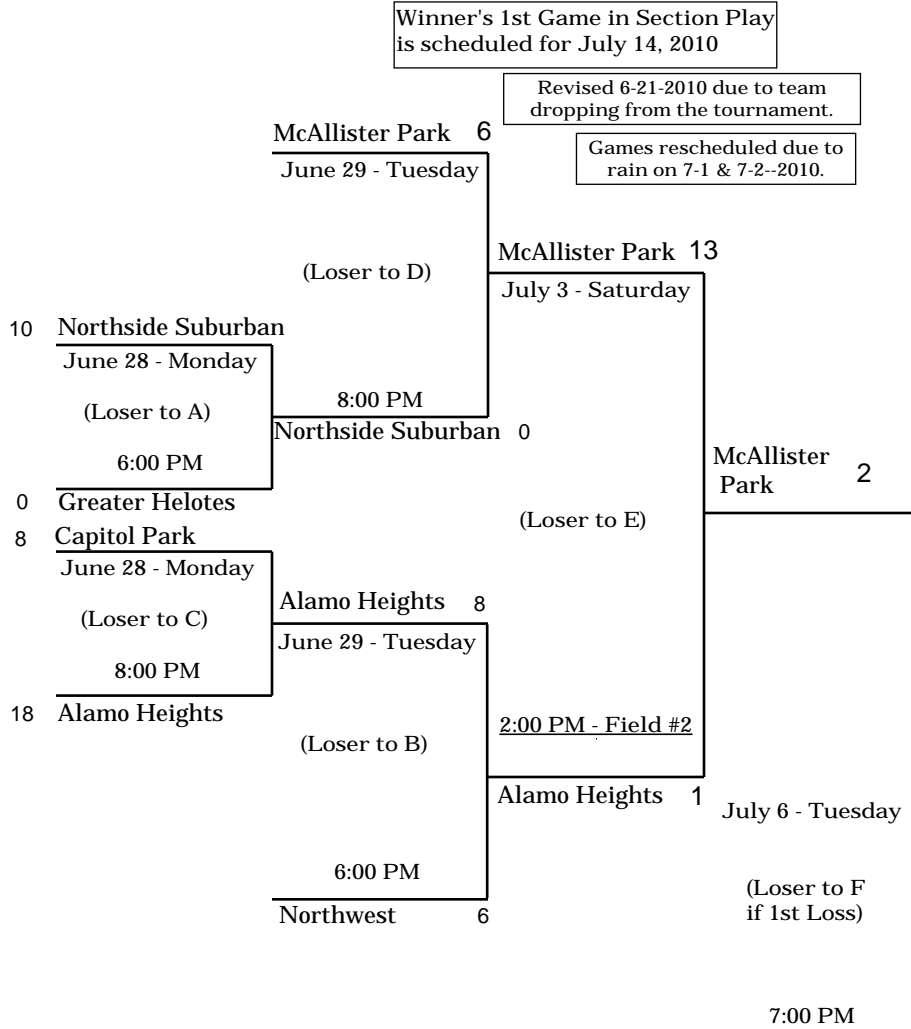 Winner's 1st Game in Section Play
is scheduled for July 14, 2010
Revised 6-21-2010 due to team
dropping from the tournament.
McAllister Park 6
Games rescheduled due to
rain on 7-1 & 7-2--2010.
June 29 - Tuesday
McAllister Park 13
(Loser to D)
July 3 - Saturday
10 Northside Suburban
June 28 - Monday
8:00 PM
(Loser to A)
Northside Suburban 0
6:00 PM
McAllister
Park 2
0 Greater Helotes
(Loser to E)
8 Capitol Park
June 28 - Monday
Alamo Heights 8
(Loser to C)
June 29 - Tuesday
8:00 PM
18 Alamo Heights
2:00 PM - Field #2
(Loser to B)
Alamo Heights 1
July 6 - Tuesday
6:00 PM
(Loser to F
if 1st Loss)
Northwest 6
7:00 PM